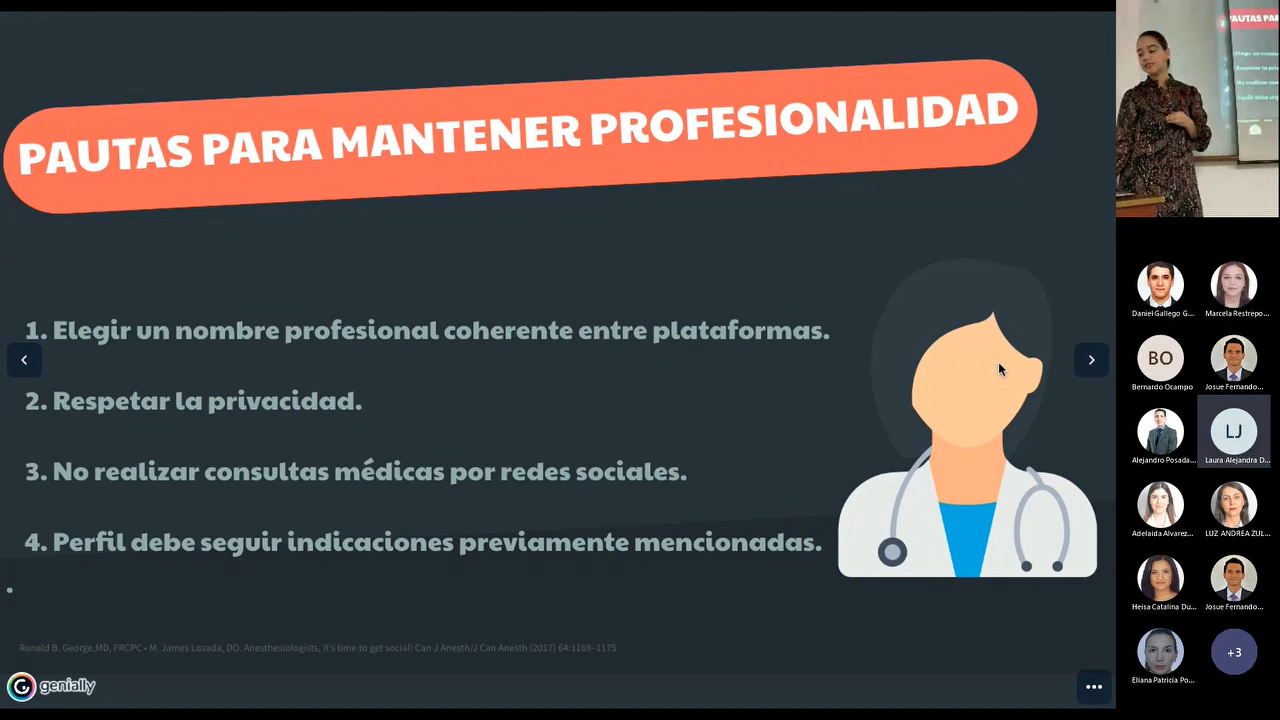 PAUTAS PARA MANTENER PROFESIONALIDAD
1. Elegir un nombre profesional coherente entre plataformas.
2. Respetar la privacidad.
3. No realizar consultas médicas por redes sociales.
4. Perfil debe seguir indicaciones previamente mencionadas.
Ronald B. George,MD, FRCPC • M. James Lozada, DO. Anesthesiologists, it's time to get social! Can J Anesth/J Can Anesth (2017) 64:1169–1175
genially
PAUTAS PAR
Daniel Gallego G...
Marcela Restrepo...
BO
Bernardo Ocampo
Josue Fernando...
Alejandro Posada...
LJ
Laura Alejandra D...
Adelaida Alvarez...
LUZ ANDREA ZUL...
Heisa Catalina Du...
Josue Fernando...
Eliana Patricia Po...
+3